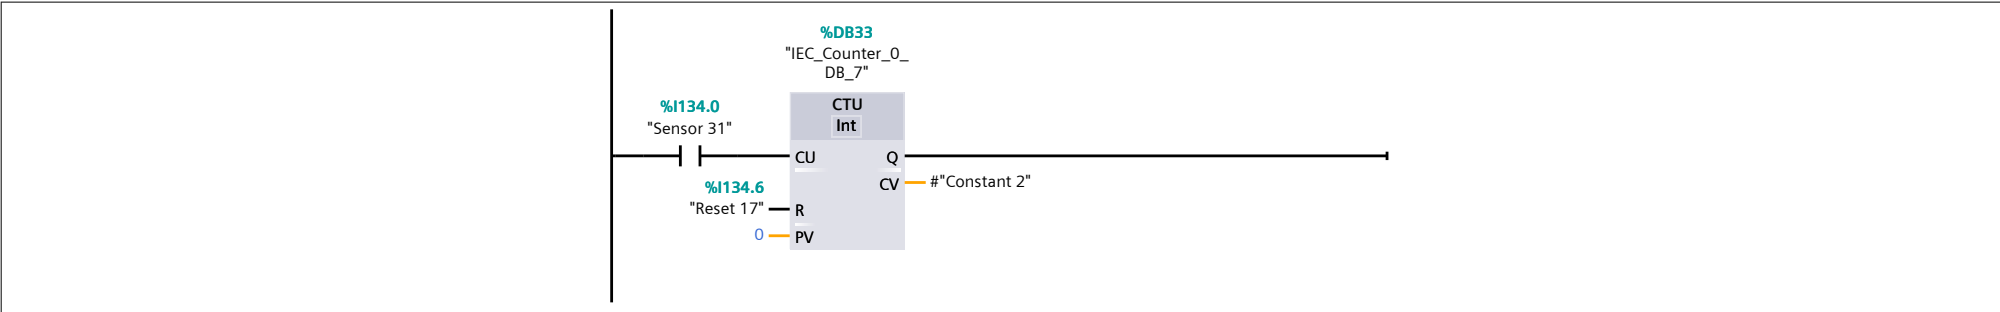 %DB33
"IEC_Counter_0_
DB_7"
CTU
Int
%I134.0
"Sensor 31"
CU
Q
CV
#"Constant 2"
%I134.6
"Reset 17"
R
0
PV